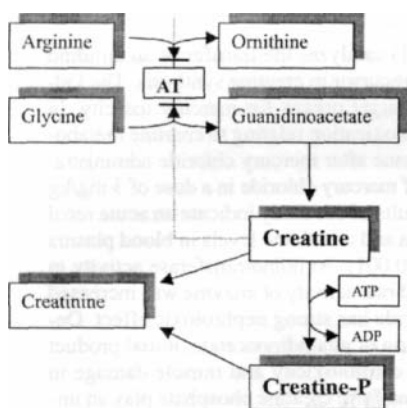 Arginine
Ornithine
AT
Glycine
Guanidinoacetate
Creatine
Creatinine
ATP
ADP
Creatine-P